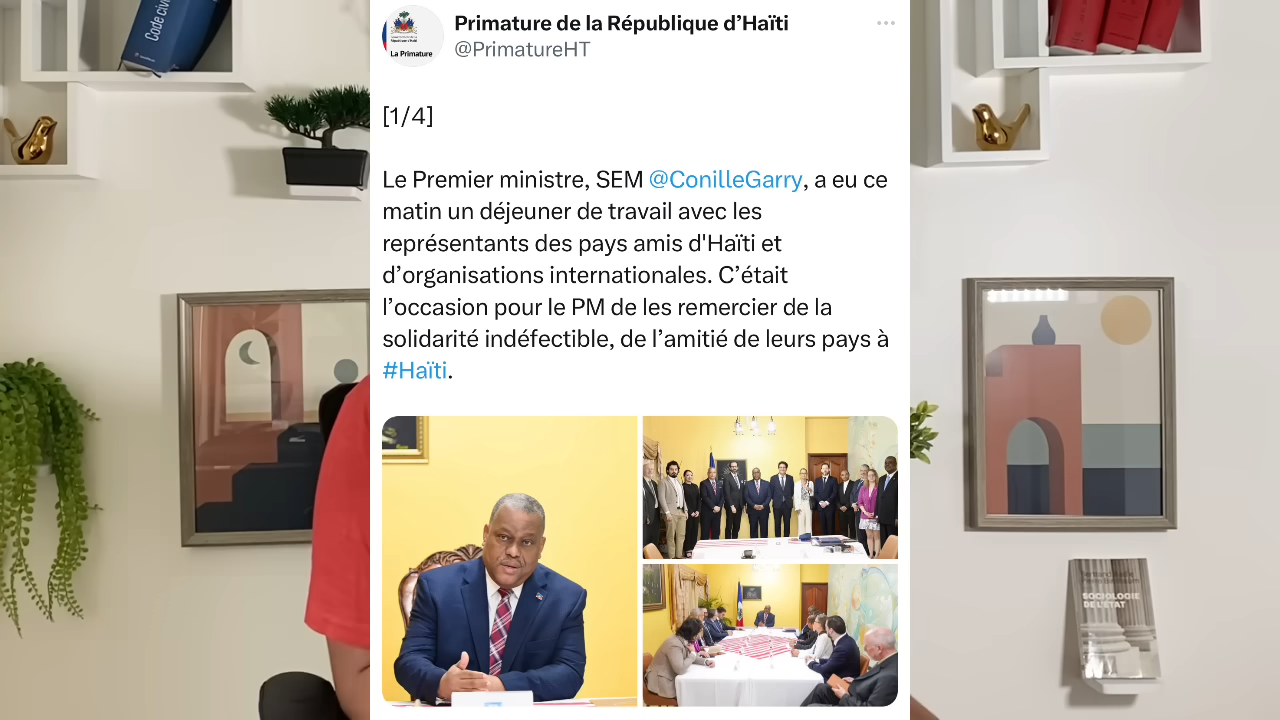 Code civil
La Primature
Primature de la République d’Haïti
@PrimatureHT
[1/4]
Le Premier ministre, SEM @ConilleGarry, a eu ce
matin un déjeuner de travail avec les
représentants des pays amis d'Haïti et
d’organisations internationales. C’était
l’occasion pour le PM de les remercier de la
solidarité indéfectible, de l’amitié de leurs pays à
#Haïti.
SOCIOLOGIE
DE L'ÉTAT